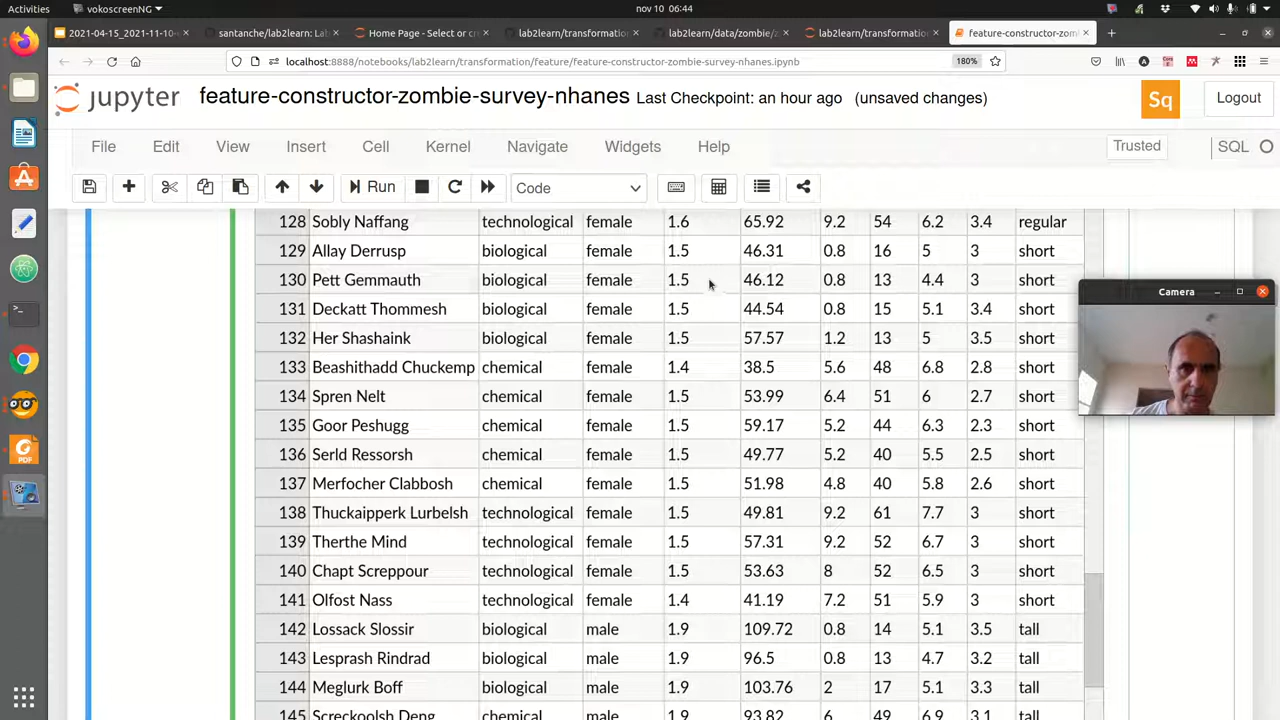 Activities
vokoscreenNG
nov 10 06:44
2021-04-15_2021-11-10-
santanche/lab2learn: Lab
Home Page - Select or cr
lab2learn/transformatio
lab2learn/data/zombie/z
lab2learn/transformatio
feature-constructor-zom
localhost:8888/notebooks/lab2learn/transformation/feature/feature-constructor-zombie-survey-nhanes.ipynb
180%
jupyter feature-constructor-zombie-survey-nhanes Last Checkpoint: an hour ago (unsaved changes)
Sq
Logout
File Edit View Insert Cell Kernel Navigate Widgets Help
Trusted
SQL
Run
Code
128 Sobly Naffang technological female 1.6 65.92 9.2 54 6.2 3.4 regular
129 Allay Derrusp biological female 1.5 46.31 0.8 16 5 3 short
130 Pett Gemmauth biological female 1.5 46.12 0.8 13 4.4 3 short
131 Deckatt Thommesh biological female 1.5 44.54 0.8 15 5.1 3.4 short
132 Her Shashaink biological female 1.5 57.57 1.2 13 5 3.5 short
133 Beashithadd Chuckemp chemical female 1.4 38.5 5.6 48 6.8 2.8 short
134 Spren Nelt chemical female 1.5 53.99 6.4 51 6 2.7 short
135 Goor Peshugg chemical female 1.5 59.17 5.2 44 6.3 2.3 short
136 Serld Ressorsh chemical female 1.5 49.77 5.2 40 5.5 2.5 short
137 Merfocher Clabbosh chemical female 1.5 51.98 4.8 40 5.8 2.6 short
138 Thuckaipperk Lurbelsh technological female 1.5 49.81 9.2 61 7.7 3 short
139 Therthe Mind technological female 1.5 57.31 9.2 52 6.7 3 short
140 Chapt Screppour technological female 1.5 53.63 8 52 6.5 3 short
141 Olfost Nass technological female 1.4 41.19 7.2 51 5.9 3 short
142 Lossack Slossir biological male 1.9 109.72 0.8 14 5.1 3.5 tall
143 Lesprash Rindrad biological male 1.9 96.5 0.8 13 4.7 3.2 tall
144 Meglurk Boff biological male 1.9 103.76 2 17 5.1 3.3 tall
145 Screckoolsh Deng chemical male 1.9 93.82 6 49 6.9 3.1 tall
Camera